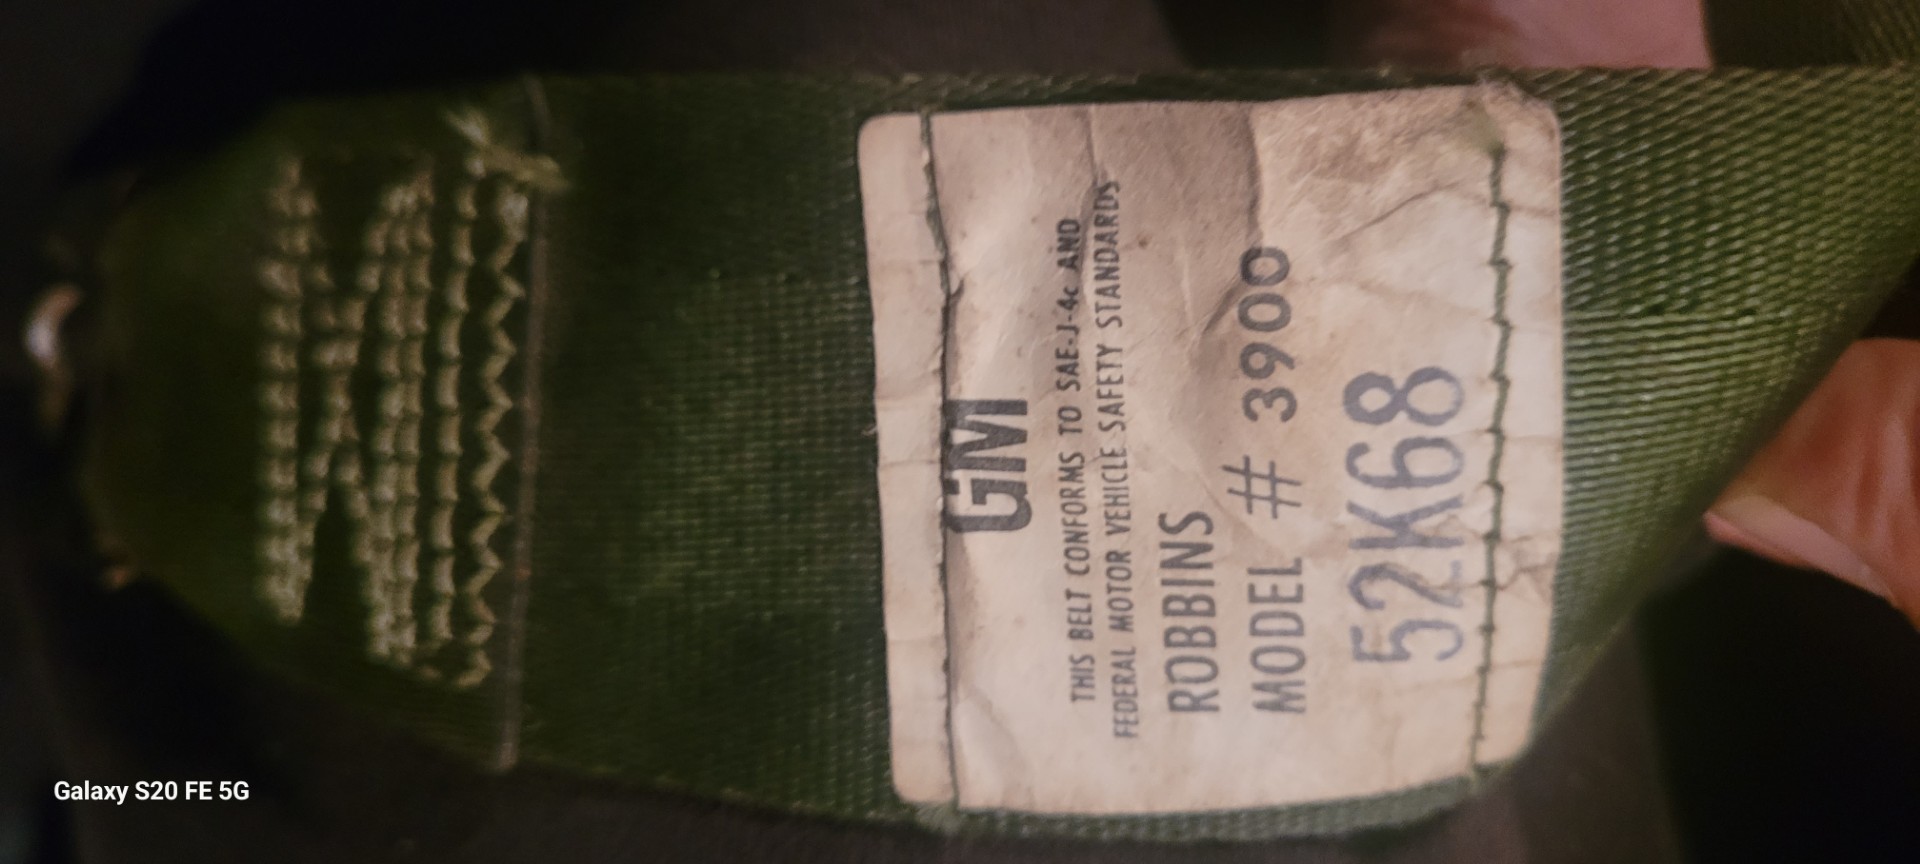 GM
THIS BELT CONFORMS TO SAE-J-4c AND
FEDERAL MOTOR VEHICLE SAFETY STANDARDS
ROBBINS
MODEL # 3900
52K68
Galaxy S20 FE 5G